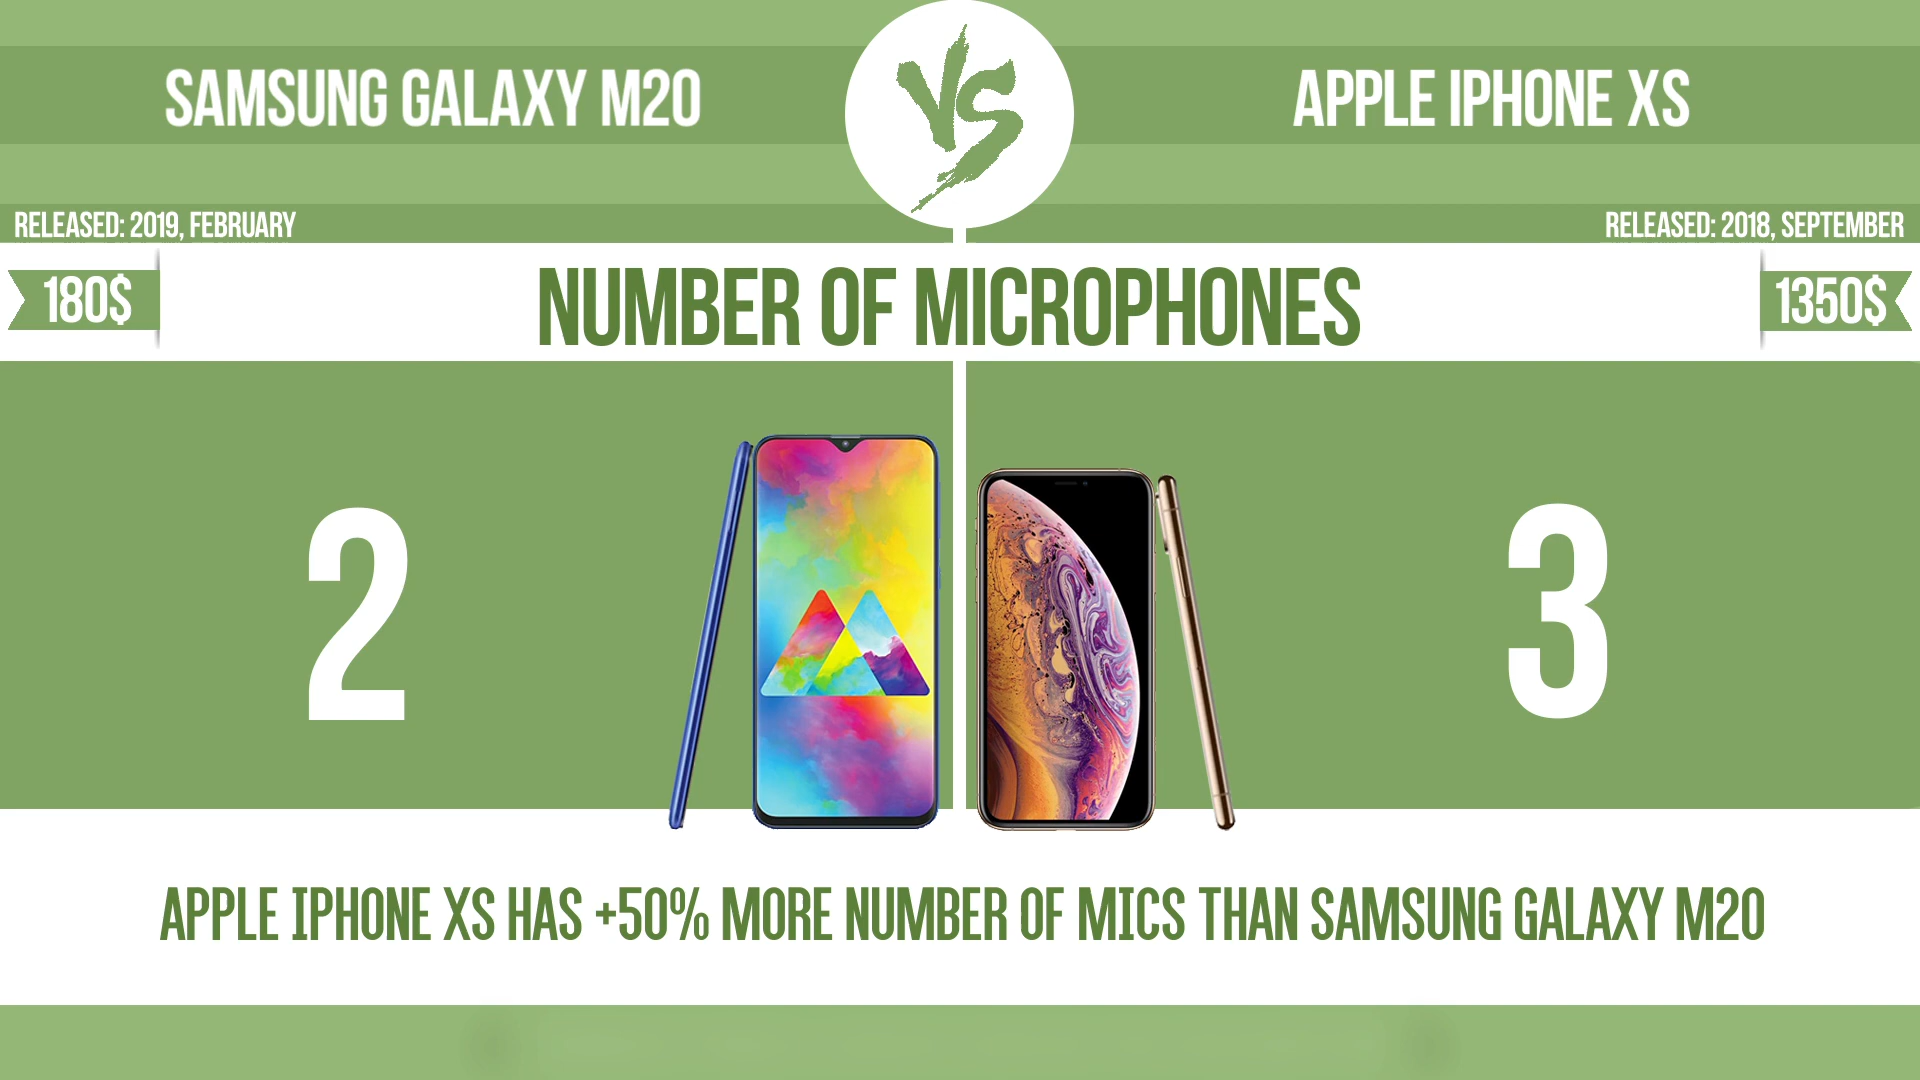 SAMSUNG GALAXY M20
VS
APPLE IPHONE XS
RELEASED: 2019, FEBRUARY
RELEASED: 2018, SEPTEMBER
180$
NUMBER OF MICROPHONES
1350$
2
3
APPLE IPHONE XS HAS +50% MORE NUMBER OF MICS THAN SAMSUNG GALAXY M20